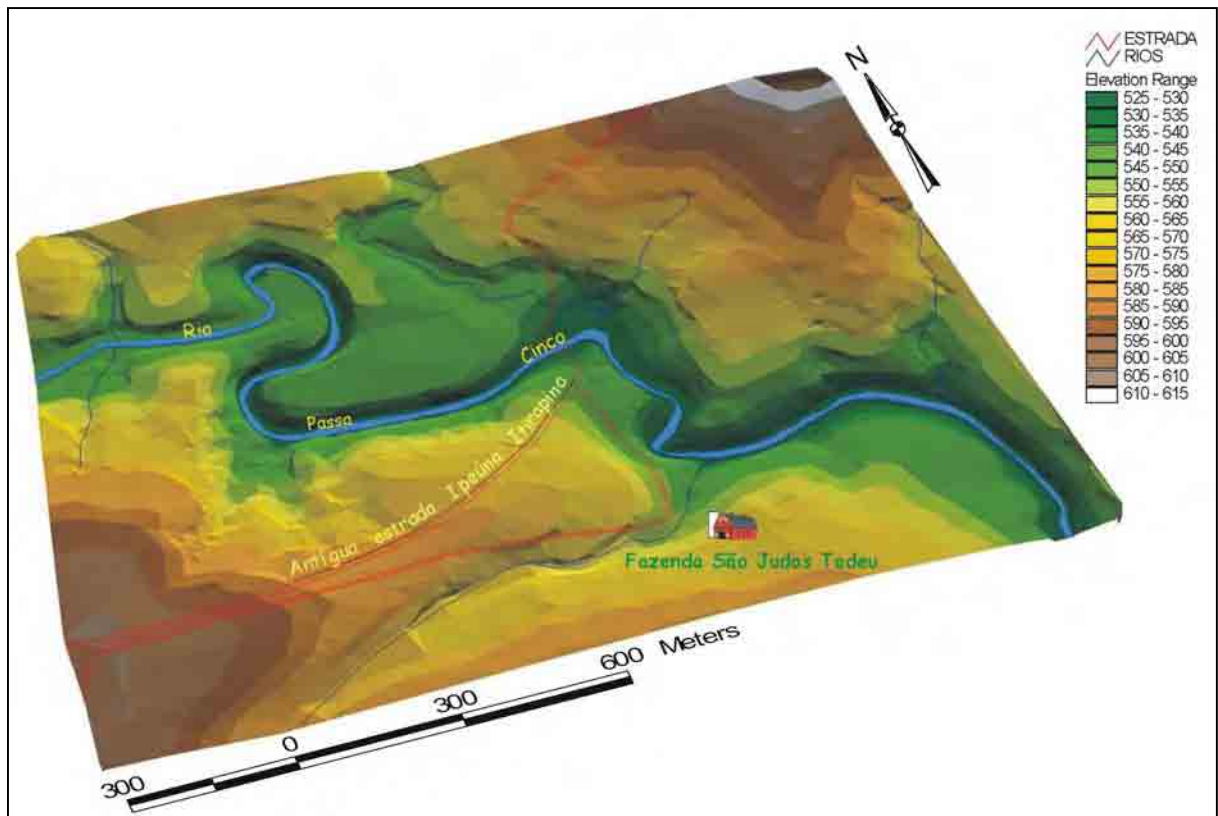 ESTRADA
RIOS
Elevation Range
525 - 530
530 - 535
535 - 540
540 - 545
545 - 550
550 - 555
555 - 560
560 - 565
565 - 570
570 - 575
575 - 580
580 - 585
585 - 590
590 - 595
595 - 600
600 - 605
605 - 610
610 - 615
N
Rio
Passa
Cinco
estrada Ipeúna
Fazenda São Judas Tadeu
300 0 300 600 Meters